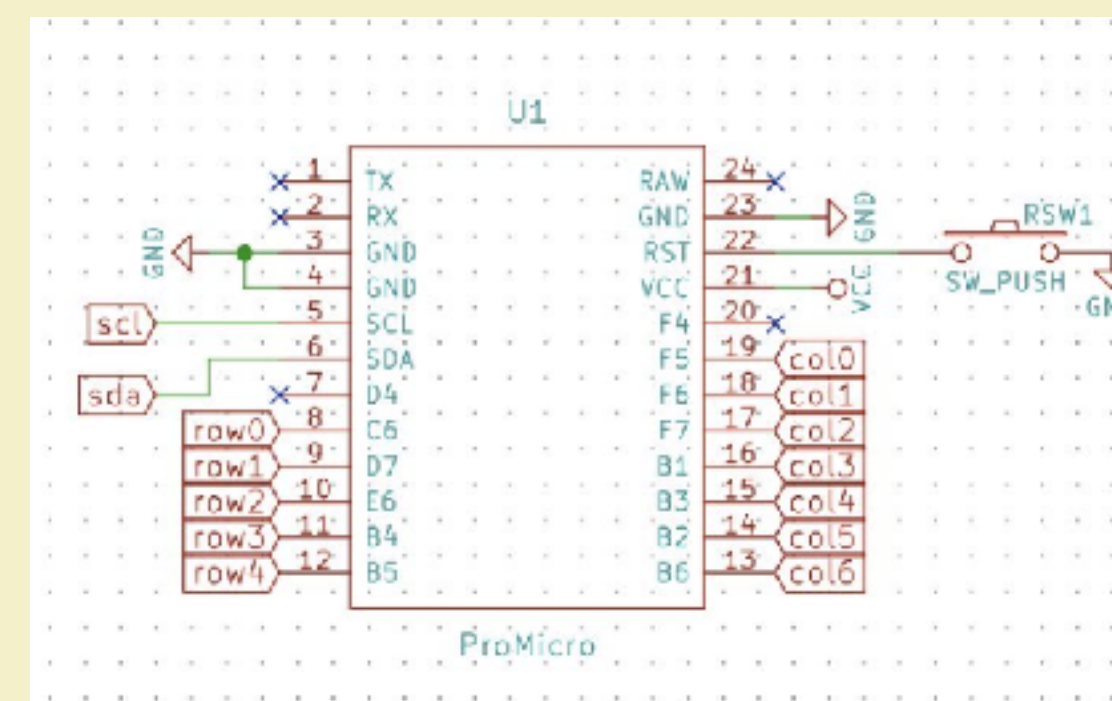 U1
1 TX RAW 24
2 RX GND 23 GND RSW1
GND 3 GND RST 22 SW_PUSH
4 GND VCC 21 VCC
scl 5 SCL F4 20
6 SDA F5 19 col0
sda 7 D4 F6 18 col1
row0 8 C6 F7 17 col2
row1 9 D7 B1 16 col3
row2 10 E6 B3 15 col4
row3 11 B4 B2 14 col5
row4 12 B5 B6 13 col6
ProMicro